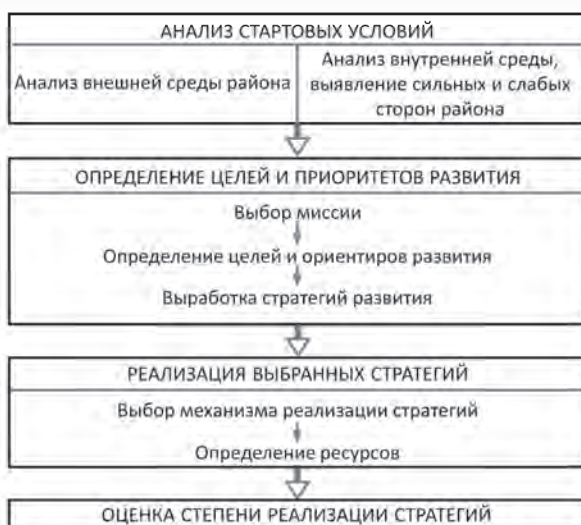 АНАЛИЗ СТАРТОВЫХ УСЛОВИЙ
Анализ внешней среды района
Анализ внутренней среды,
выявление сильных и слабых
сторон района
ОПРЕДЕЛЕНИЕ ЦЕЛЕЙ И ПРИОРИТЕТОВ РАЗВИТИЯ
Выбор миссии
Определение целей и ориентиров развития
Выработка стратегий развития
РЕАЛИЗАЦИЯ ВЫБРАННЫХ СТРАТЕГИЙ
Выбор механизма реализации стратегий
Определение ресурсов
ОЦЕНКА СТЕПЕНИ РЕАЛИЗАЦИИ СТРАТЕГИЙ